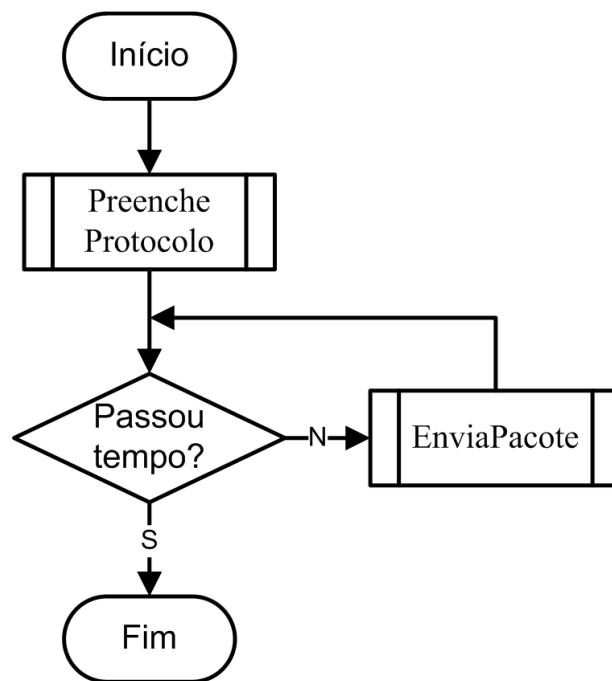 Início
Preenche
Protocolo
Passou
tempo?
N
EnviaPacote
S
Fim